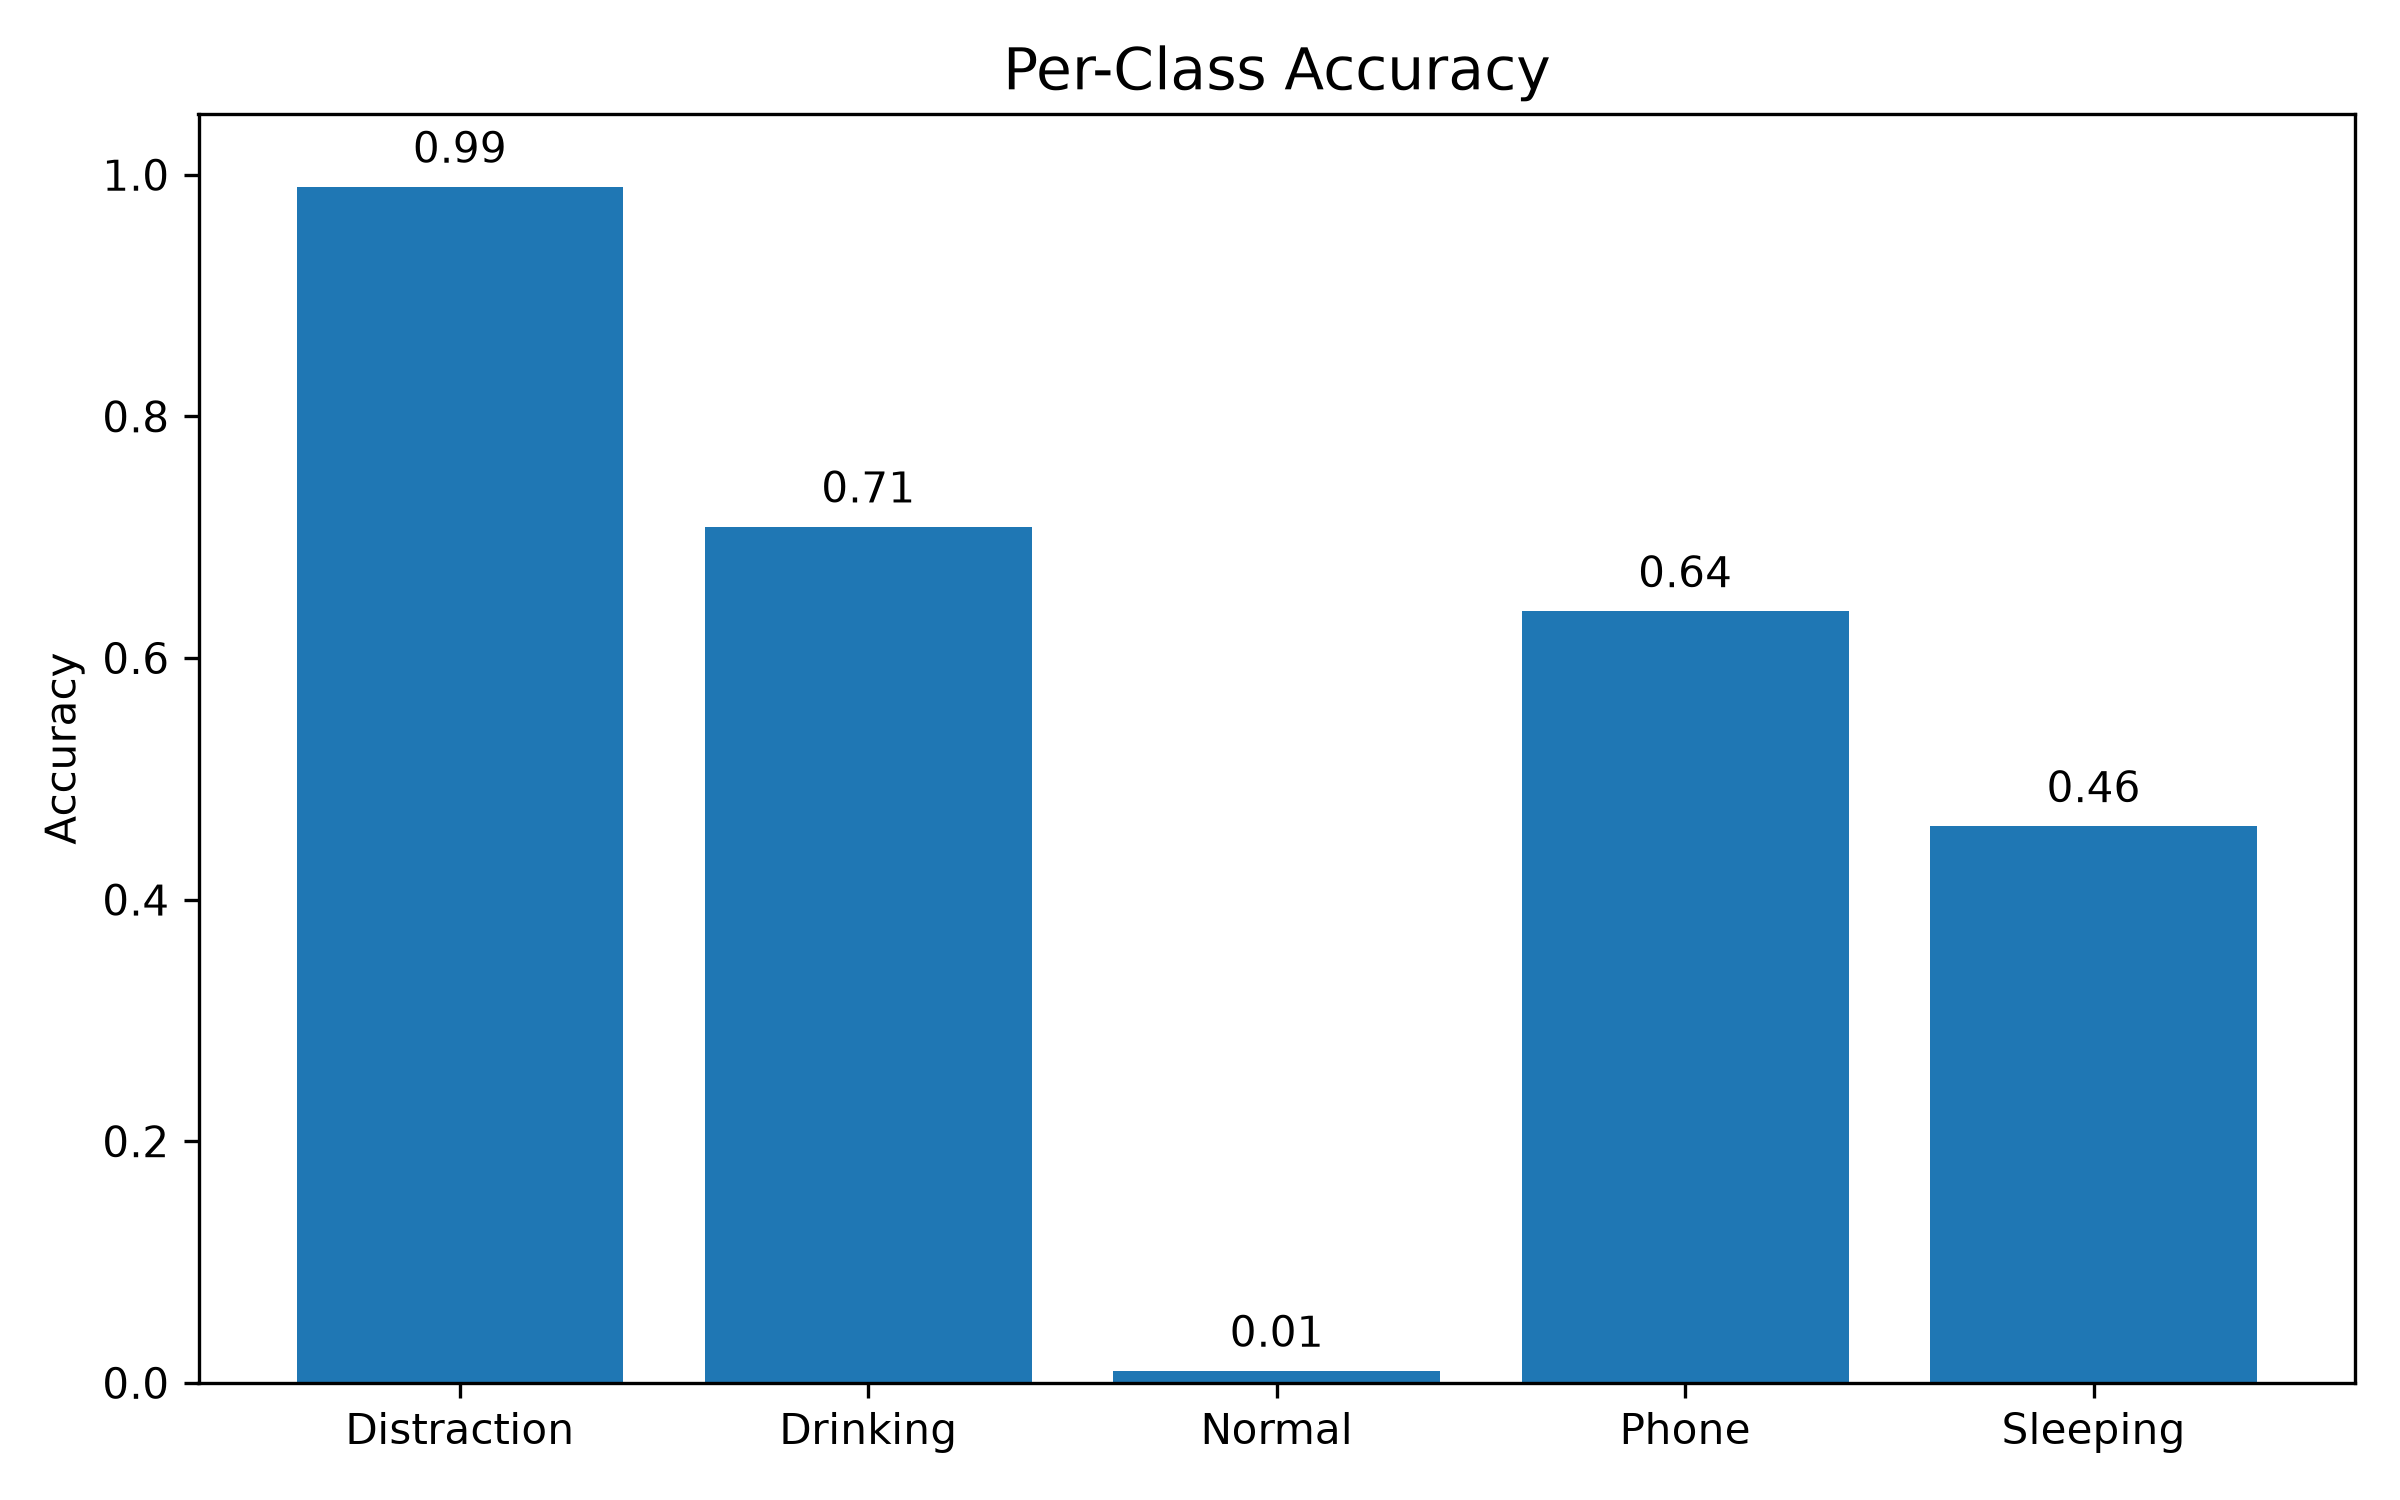 Per-Class Accuracy
Accuracy
1.0
0.8
0.6
0.4
0.2
0.0
0.99
0.71
0.01
0.64
0.46
Distraction
Drinking
Normal
Phone
Sleeping